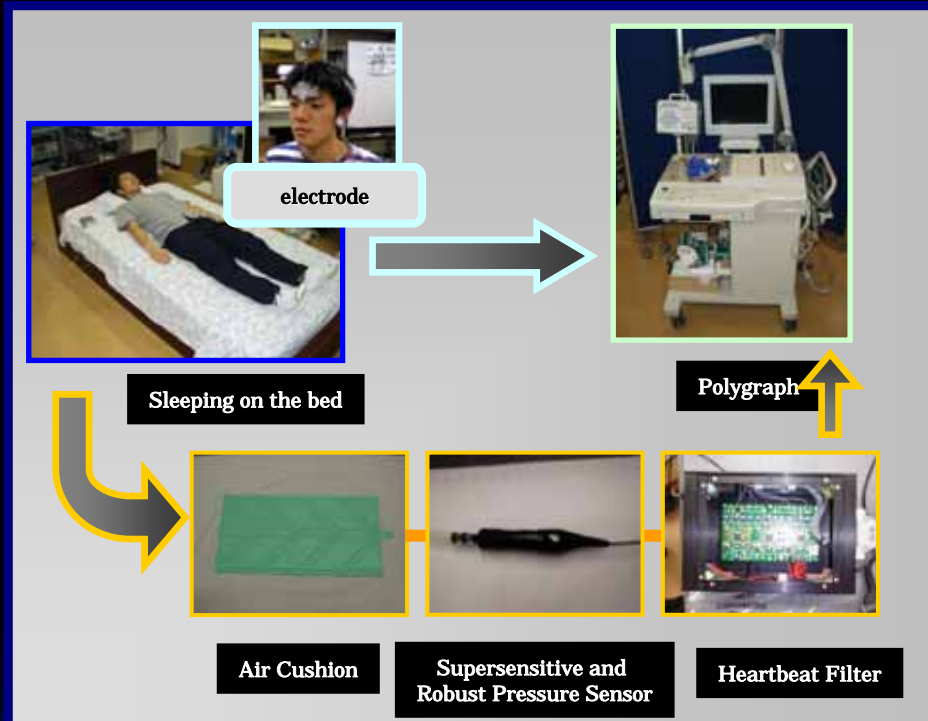 electrode
Sleeping on the bed
Polygraph
Air Cushion
Supersensitive and
Robust Pressure Sensor
Heartbeat Filter